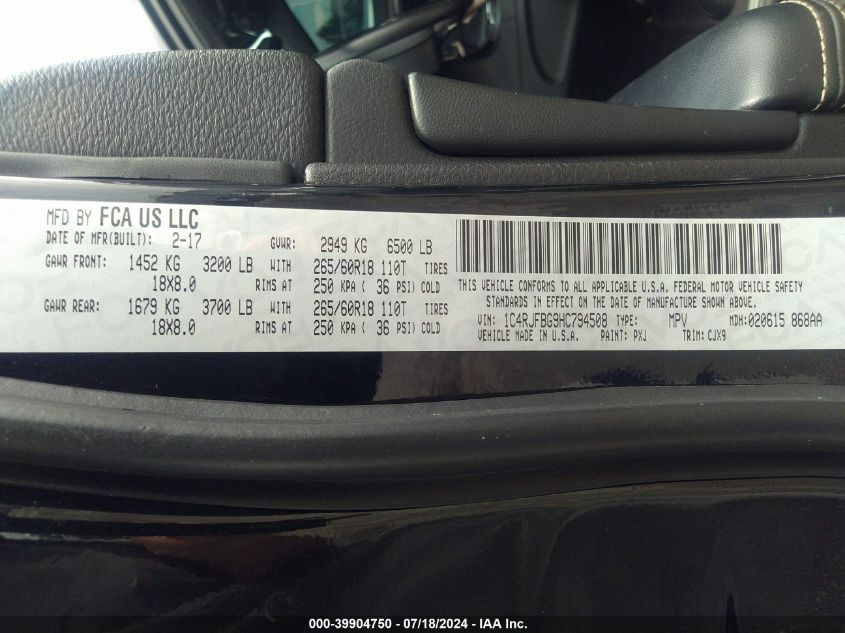 MFD BY FCA US LLC
DATE OF MFR(BUILT): 2-17 GVWR: 2949 KG 6500 LB
GAWR FRONT: 1452 KG 3200 LB WITH 265/60R18 110T TIRES
18X8.0 RIMS AT 250 KPA ( 36 PSI) COLD
GAWR REAR: 1679 KG 3700 LB WITH 265/60R18 110T TIRES
18X8.0 RIMS AT 250 KPA ( 36 PSI) COLD
THIS VEHICLE CONFORMS TO ALL APPLICABLE U.S.A. FEDERAL MOTOR VEHICLE SAFETY
STANDARDS IN EFFECT ON THE DATE OF MANUFACTURE SHOWN ABOVE.
VIN: 1C4RJFBG9HC794508 TYPE: MPV MDH: 020615 868AA
VEHICLE MADE IN U.S.A. PAINT: PXJ TRIM: CJX9
000-39904750 - 07/18/2024 - IAA Inc.